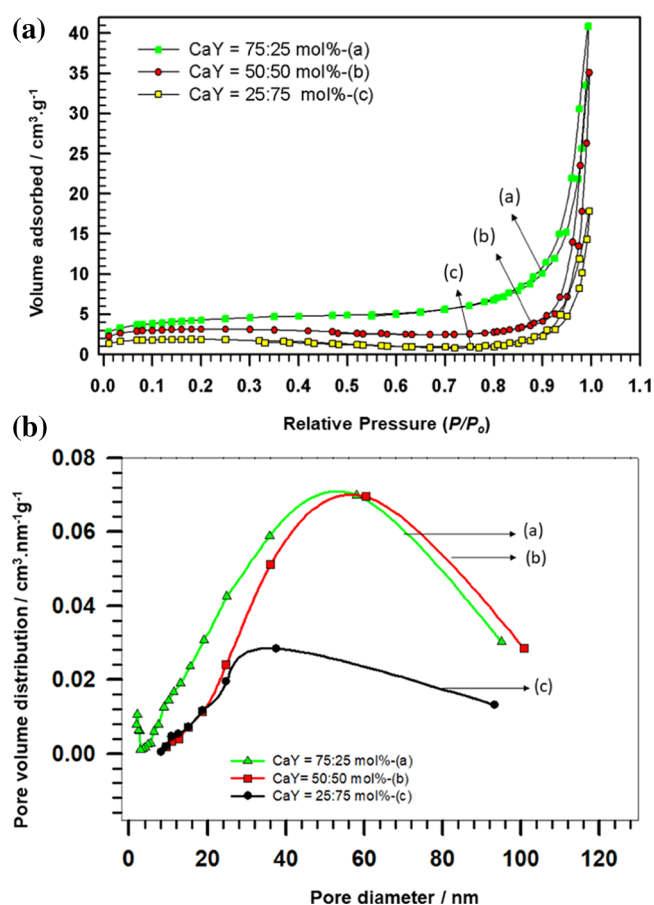 (a)
CaY = 75:25 mol%-(a)
CaY = 50:50 mol%-(b)
CaY = 25:75 mol%-(c)
Volume adsorbed / cm³.g⁻¹
40
35
30
25
20
15
10
5
0
(a)
(b)
(c)
0.0 0.1 0.2 0.3 0.4 0.5 0.6 0.7 0.8 0.9 1.0 1.1
Relative Pressure (P/Pₒ)
(b)
Pore volume distribution / cm³.nm⁻¹g⁻¹
0.08
0.06
0.04
0.02
0.00
(a)
(b)
(c)
CaY = 75:25 mol%-(a)
CaY= 50:50 mol%-(b)
CaY = 25:75 mol%-(c)
0 20 40 60 80 100 120
Pore diameter / nm